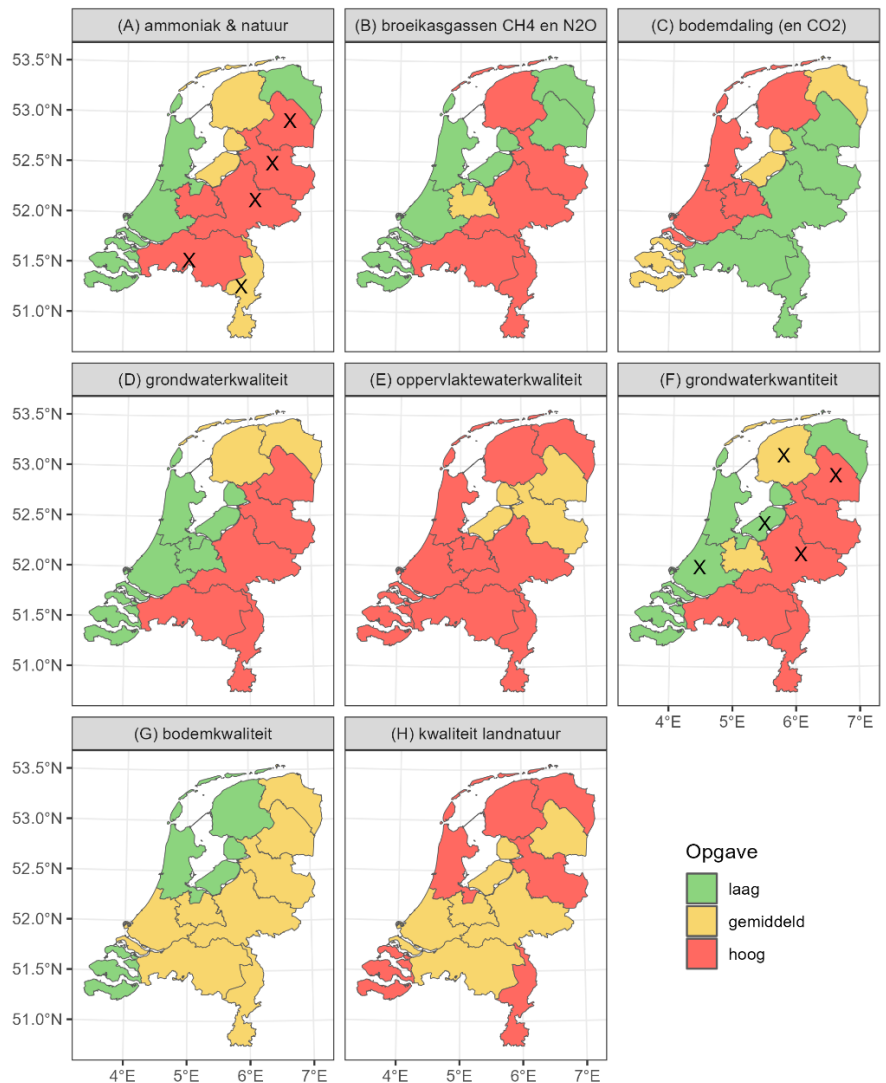 (A) ammoniak & natuur
(B) broeikasgassen CH4 en N2O
(C) bodemdaling (en CO2)
53.5°N
53.0°N
52.5°N
52.0°N
51.5°N
51.0°N
X
X
X
X
X
(D) grondwaterkwaliteit
(E) oppervlaktewaterkwaliteit
(F) grondwaterkwantiteit
53.5°N
53.0°N
52.5°N
52.0°N
51.5°N
51.0°N
X
X
X
X
X
4°E 5°E 6°E 7°E
(G) bodemkwaliteit
(H) kwaliteit landnatuur
53.5°N
53.0°N
52.5°N
52.0°N
51.5°N
51.0°N
4°E 5°E 6°E 7°E
4°E 5°E 6°E 7°E
Opgave
laag
gemiddeld
hoog